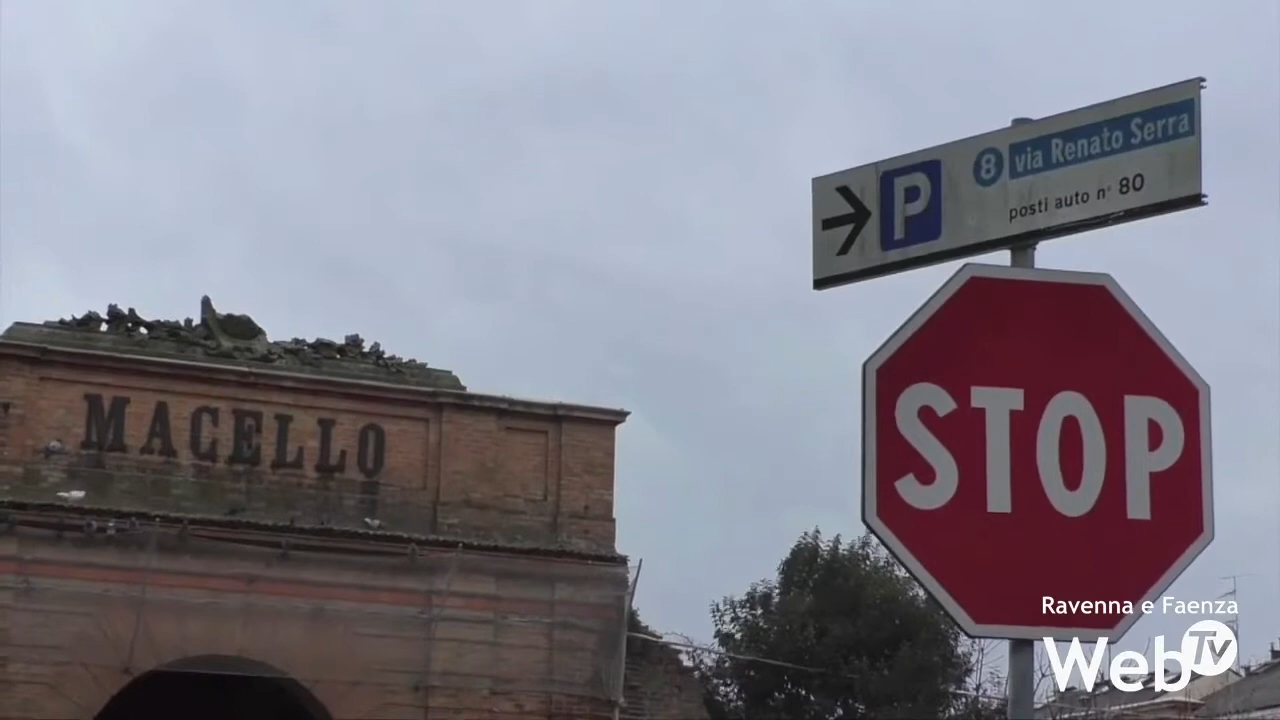 MACELLO
P 8 via Renato Serra
posti auto n° 80
STOP
Ravenna e Faenza
WebTv